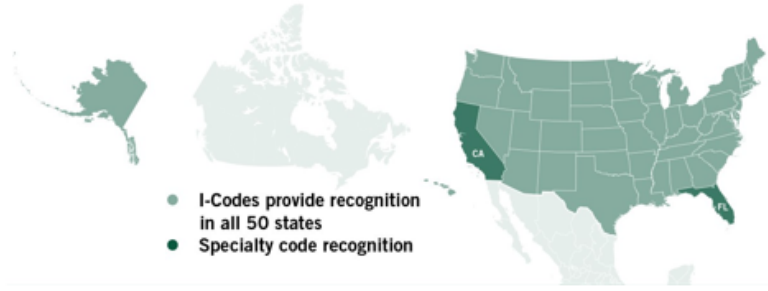 CA
FL
I-Codes provide recognition
in all 50 states
Specialty code recognition